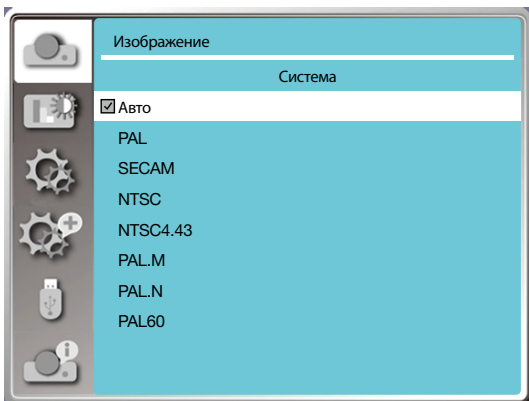 Изображение
Система
Авто
PAL
SECAM
NTSC
NTSC4.43
PAL.M
PAL.N
PAL60